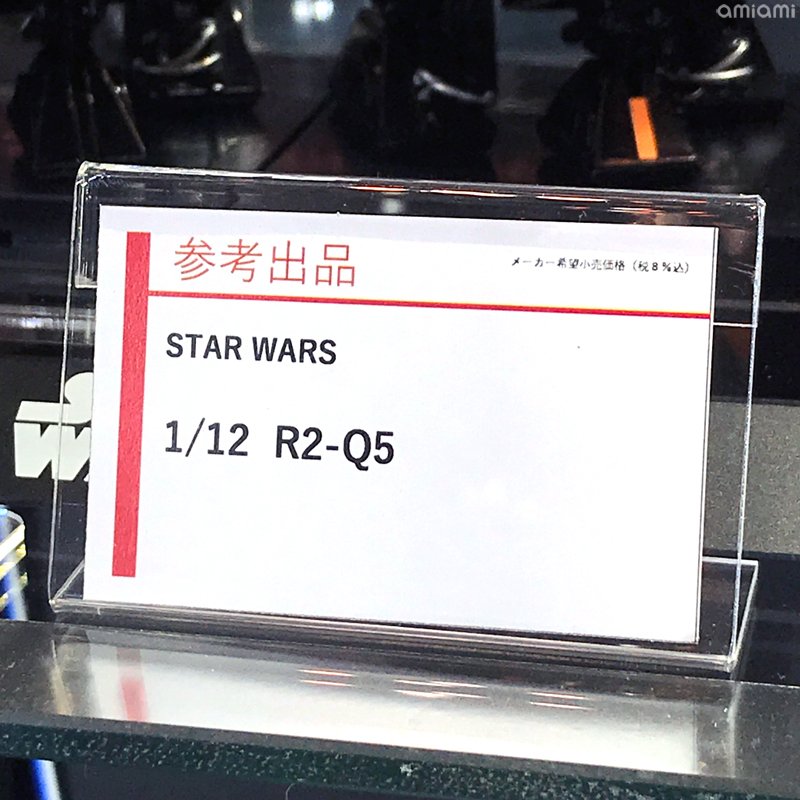 amiami
参考出品
メーカー希望小売価格（税８％込）
STAR WARS
1/12 R2-Q5